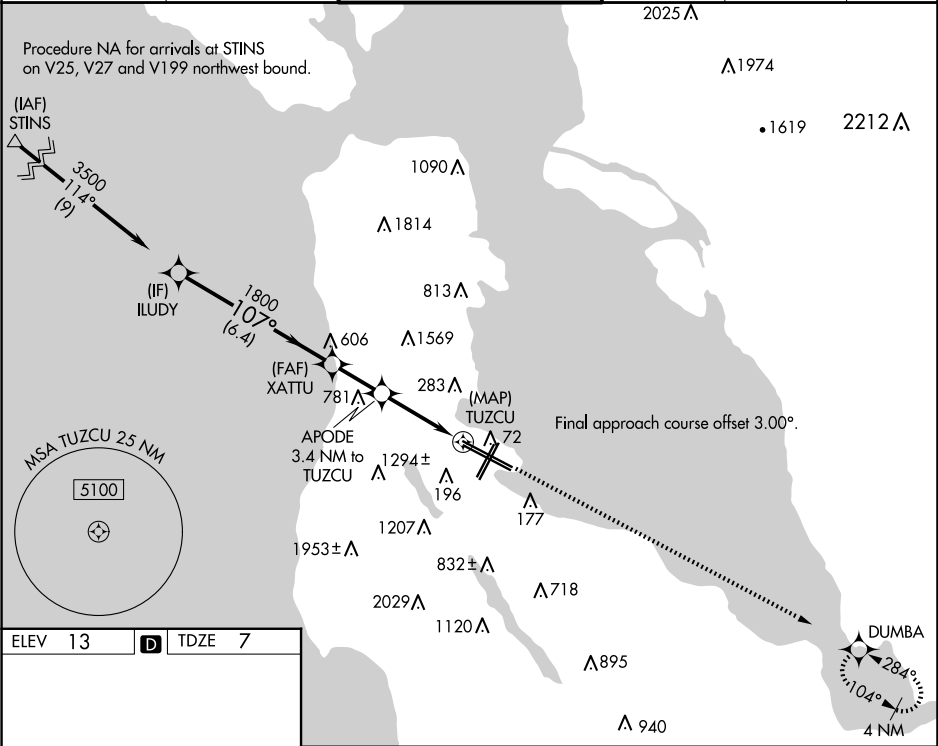 2025
Procedure NA for arrivals at STINS
on V25, V27 and V199 northwest bound.
1974
(IAF)
STINS
1619
2212
3500
114°
(9)
1090
1814
(IF)
ILUDY
1800
107°
(6.4)
813
606
1569
(FAF)
XATTU
781
283
(MAP)
TUZCU
72
Final approach course offset 3.00°.
APODE
3.4 NM to
TUZCU
1294±
196
177
MSA TUZCU 25 NM
5100
1207
1953±
832±
718
2029
1120
ELEV 13 D TDZE 7
DUMBA
895
284°
104°
4 NM
940